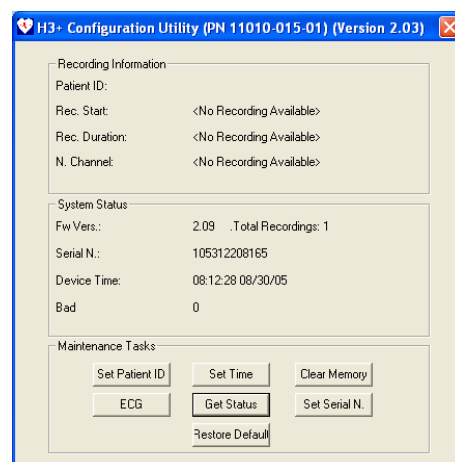 H3+ Configuration Utility (PN 11010-015-01) (Version 2.03)
Recording Information
Patient ID:
Rec. Start: <No Recording Available>
Rec. Duration: <No Recording Available>
N. Channel: <No Recording Available>
System Status
Fw Vers.: 2.09 .Total Recordings: 1
Serial N.: 105312208165
Device Time: 08:12:28 08/30/05
Bad 0
Maintenance Tasks
Set Patient ID Set Time Clear Memory
ECG Get Status Set Serial N.
Restore Default